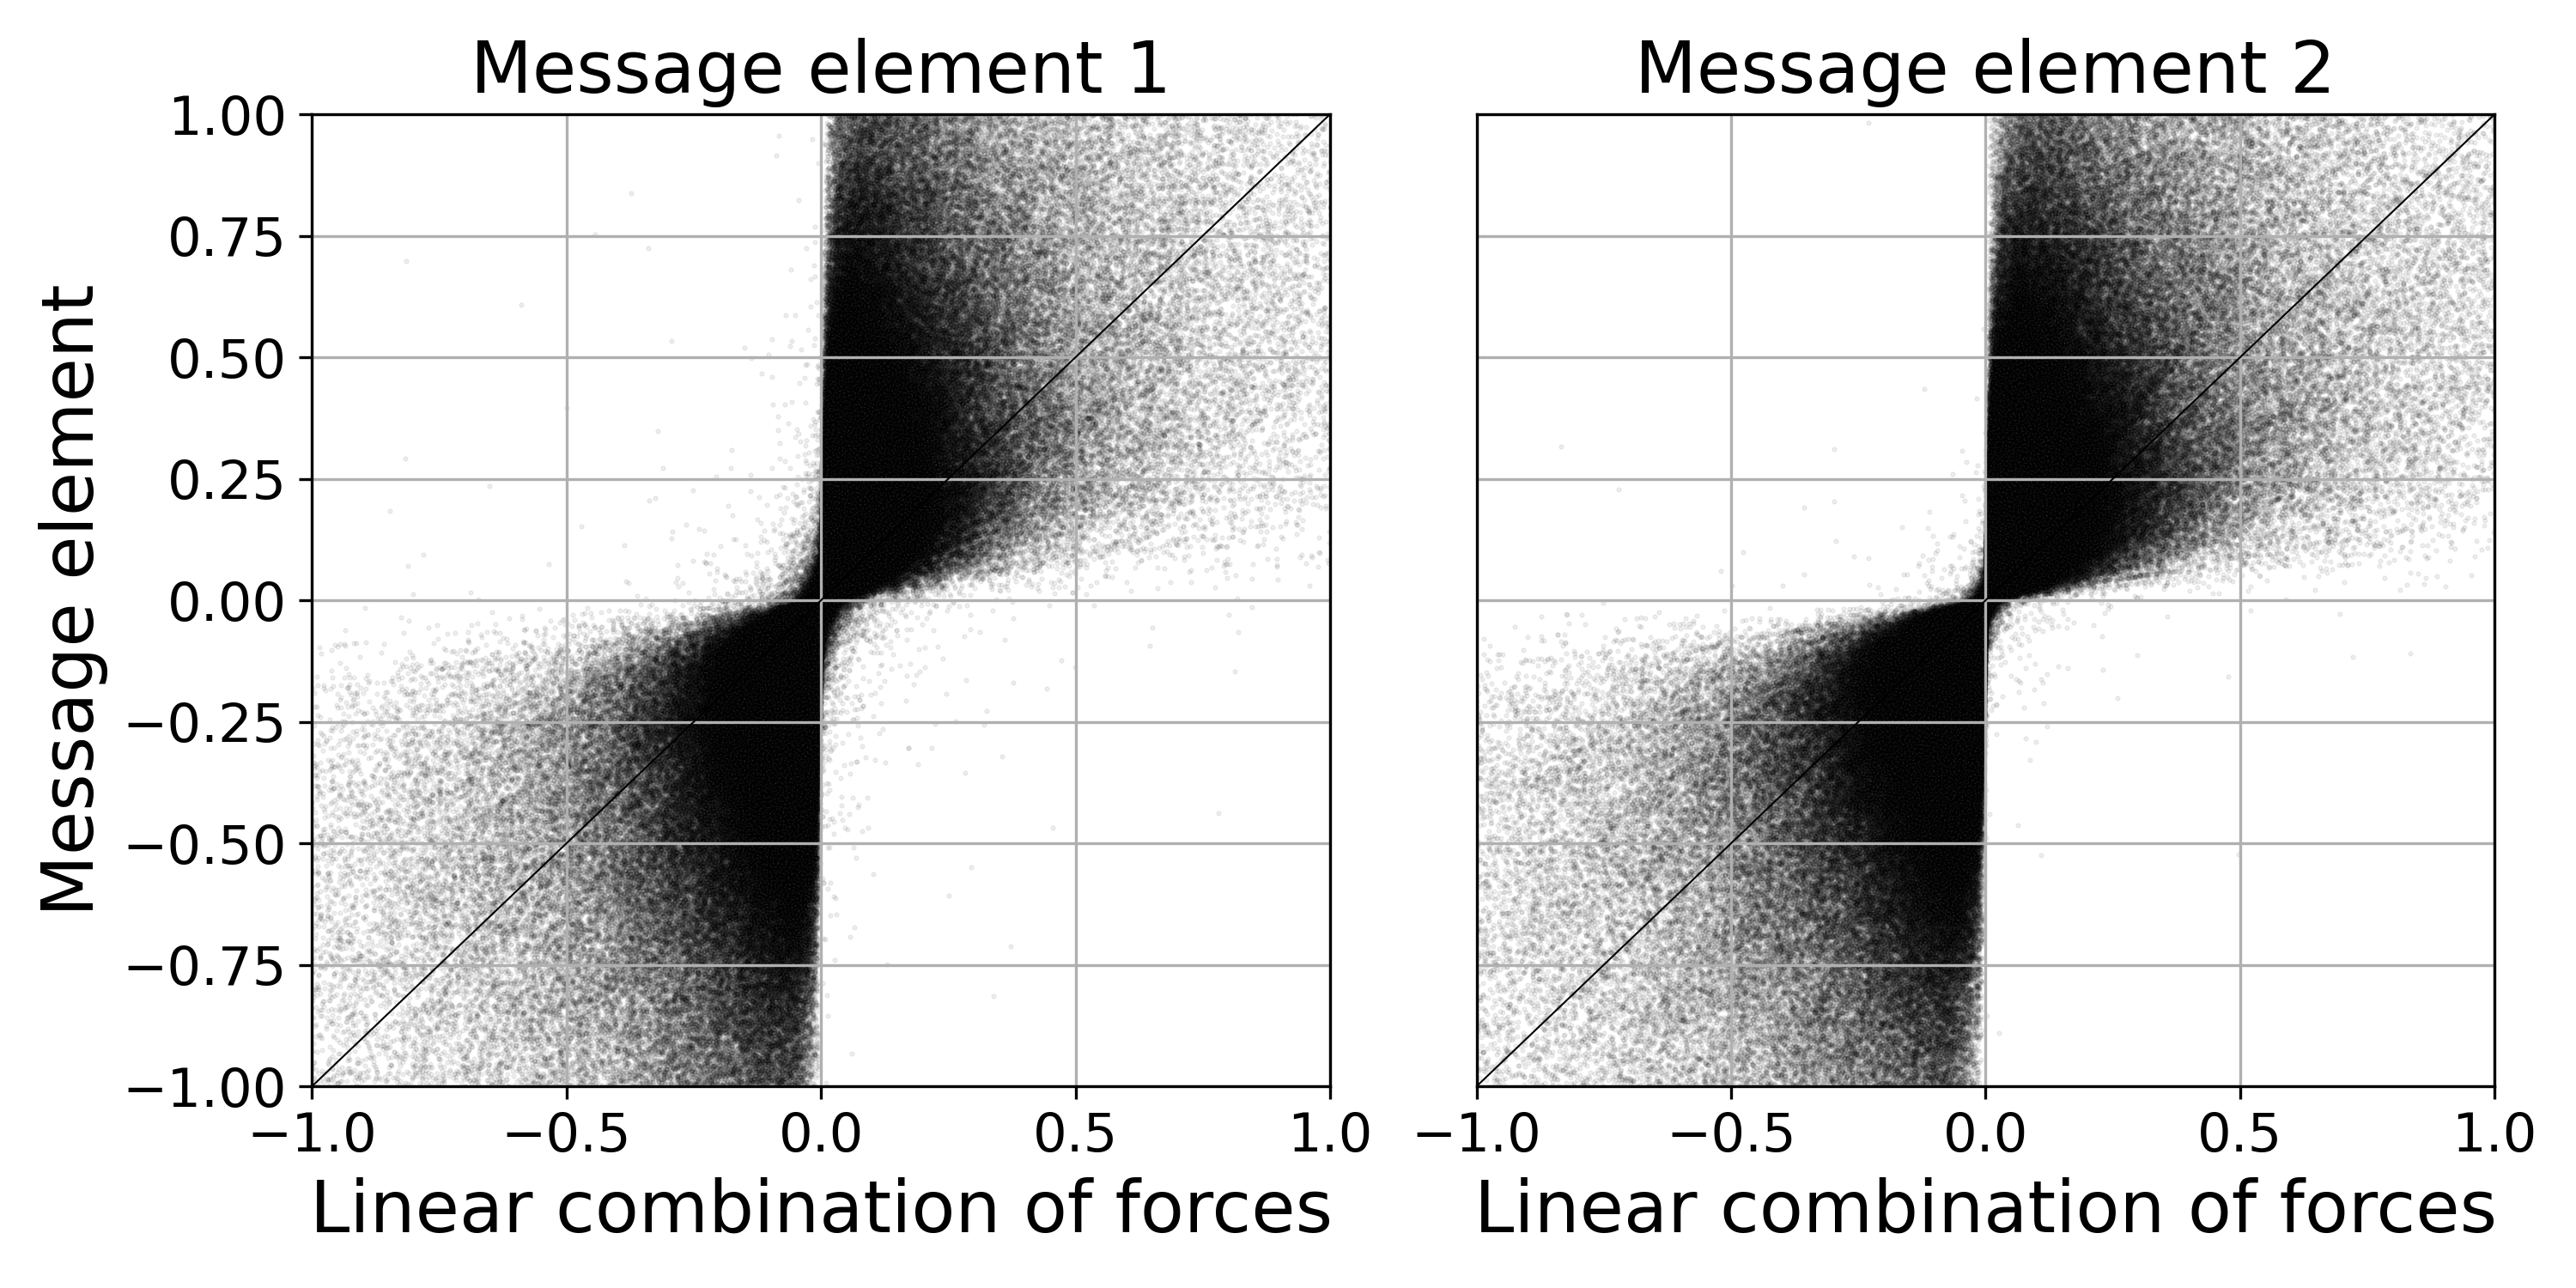 Message element 1
Message element 2
Message element
1.00
0.75
0.50
0.25
0.00
−0.25
−0.50
−0.75
−1.00
−1.0 −0.5 0.0 0.5 1.0
−1.0 −0.5 0.0 0.5 1.0
Linear combination of forces
Linear combination of forces